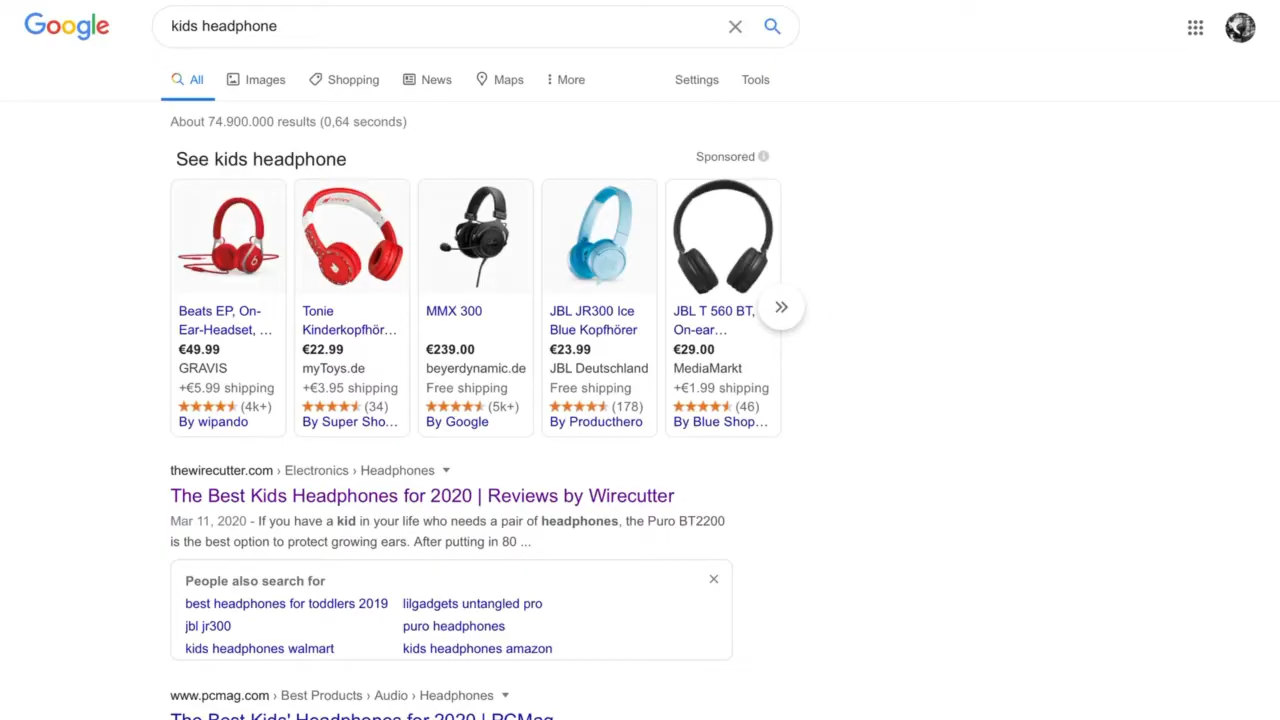 Google
kids headphone
All Images Shopping News Maps More Settings Tools
About 74.900.000 results (0,64 seconds)
See kids headphone
Sponsored
Beats EP, On-
Ear-Headset, ...
€49.99
GRAVIS
+€5.99 shipping
(4k+)
By wipando
Tonie
Kinderkopfhör...
€22.99
myToys.de
+€3.95 shipping
(34)
By Super Sho...
MMX 300
€239.00
beyerdynamic.de
Free shipping
(5k+)
By Google
JBL JR300 Ice
Blue Kopfhörer
€23.99
JBL Deutschland
Free shipping
(178)
By Producthero
JBL T 560 BT,
On-ear...
€29.00
MediaMarkt
+€1.99 shipping
(46)
By Blue Shop...
thewirecutter.com › Electronics › Headphones
The Best Kids Headphones for 2020 | Reviews by Wirecutter
Mar 11, 2020 - If you have a kid in your life who needs a pair of headphones, the Puro BT2200
is the best option to protect growing ears. After putting in 80 ...
People also search for
best headphones for toddlers 2019 lilgadgets untangled pro
jbl jr300 puro headphones
kids headphones walmart kids headphones amazon
www.pcmag.com › Best Products › Audio › Headphones
The Best Kids' Headphones for 2020 | PCMag